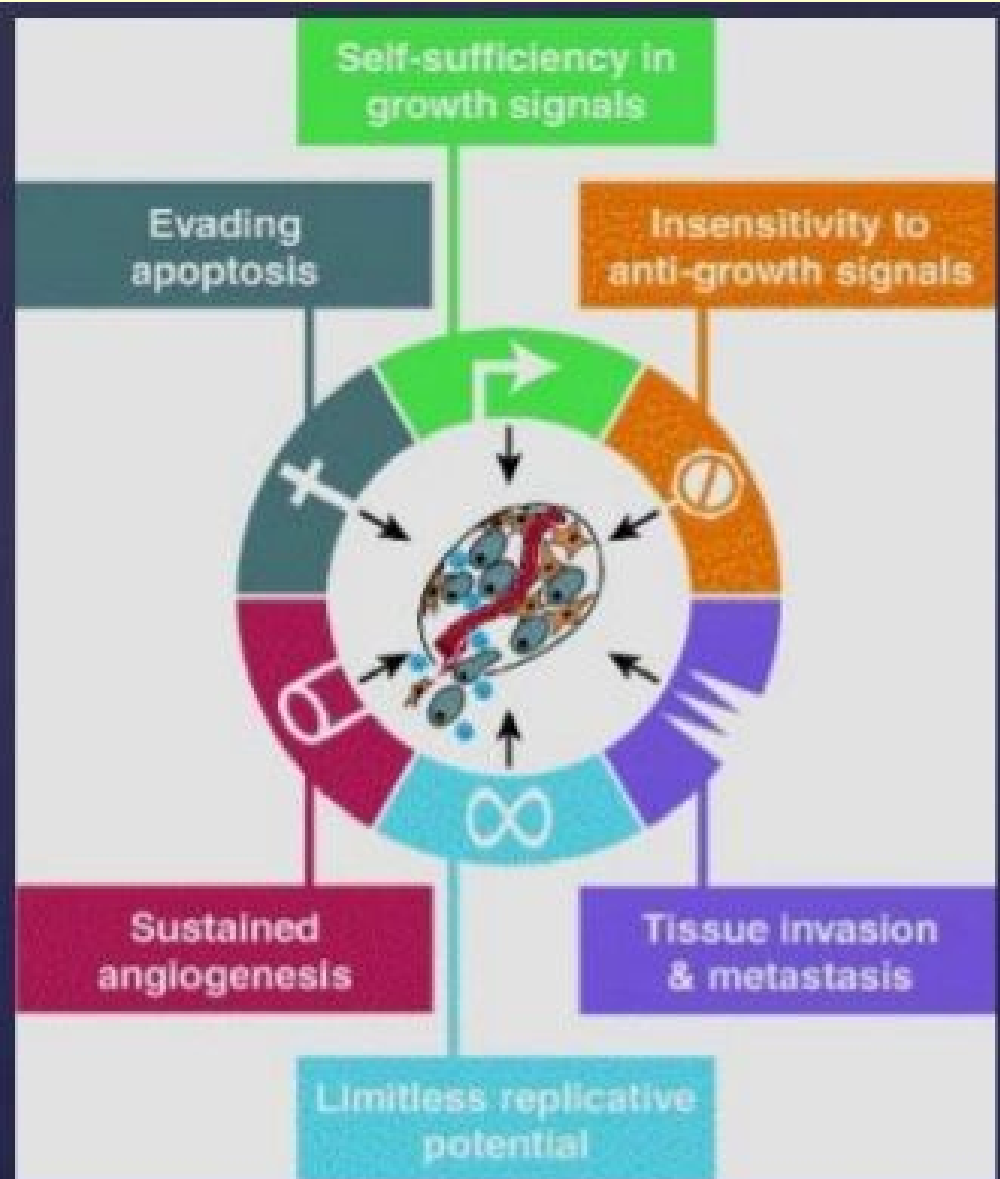 Self-sufficiency in
growth signals
Evading
apoptosis
Insensitivity to
anti-growth signals
Sustained
angiogenesis
Tissue invasion
& metastasis
Limitless replicative
potential